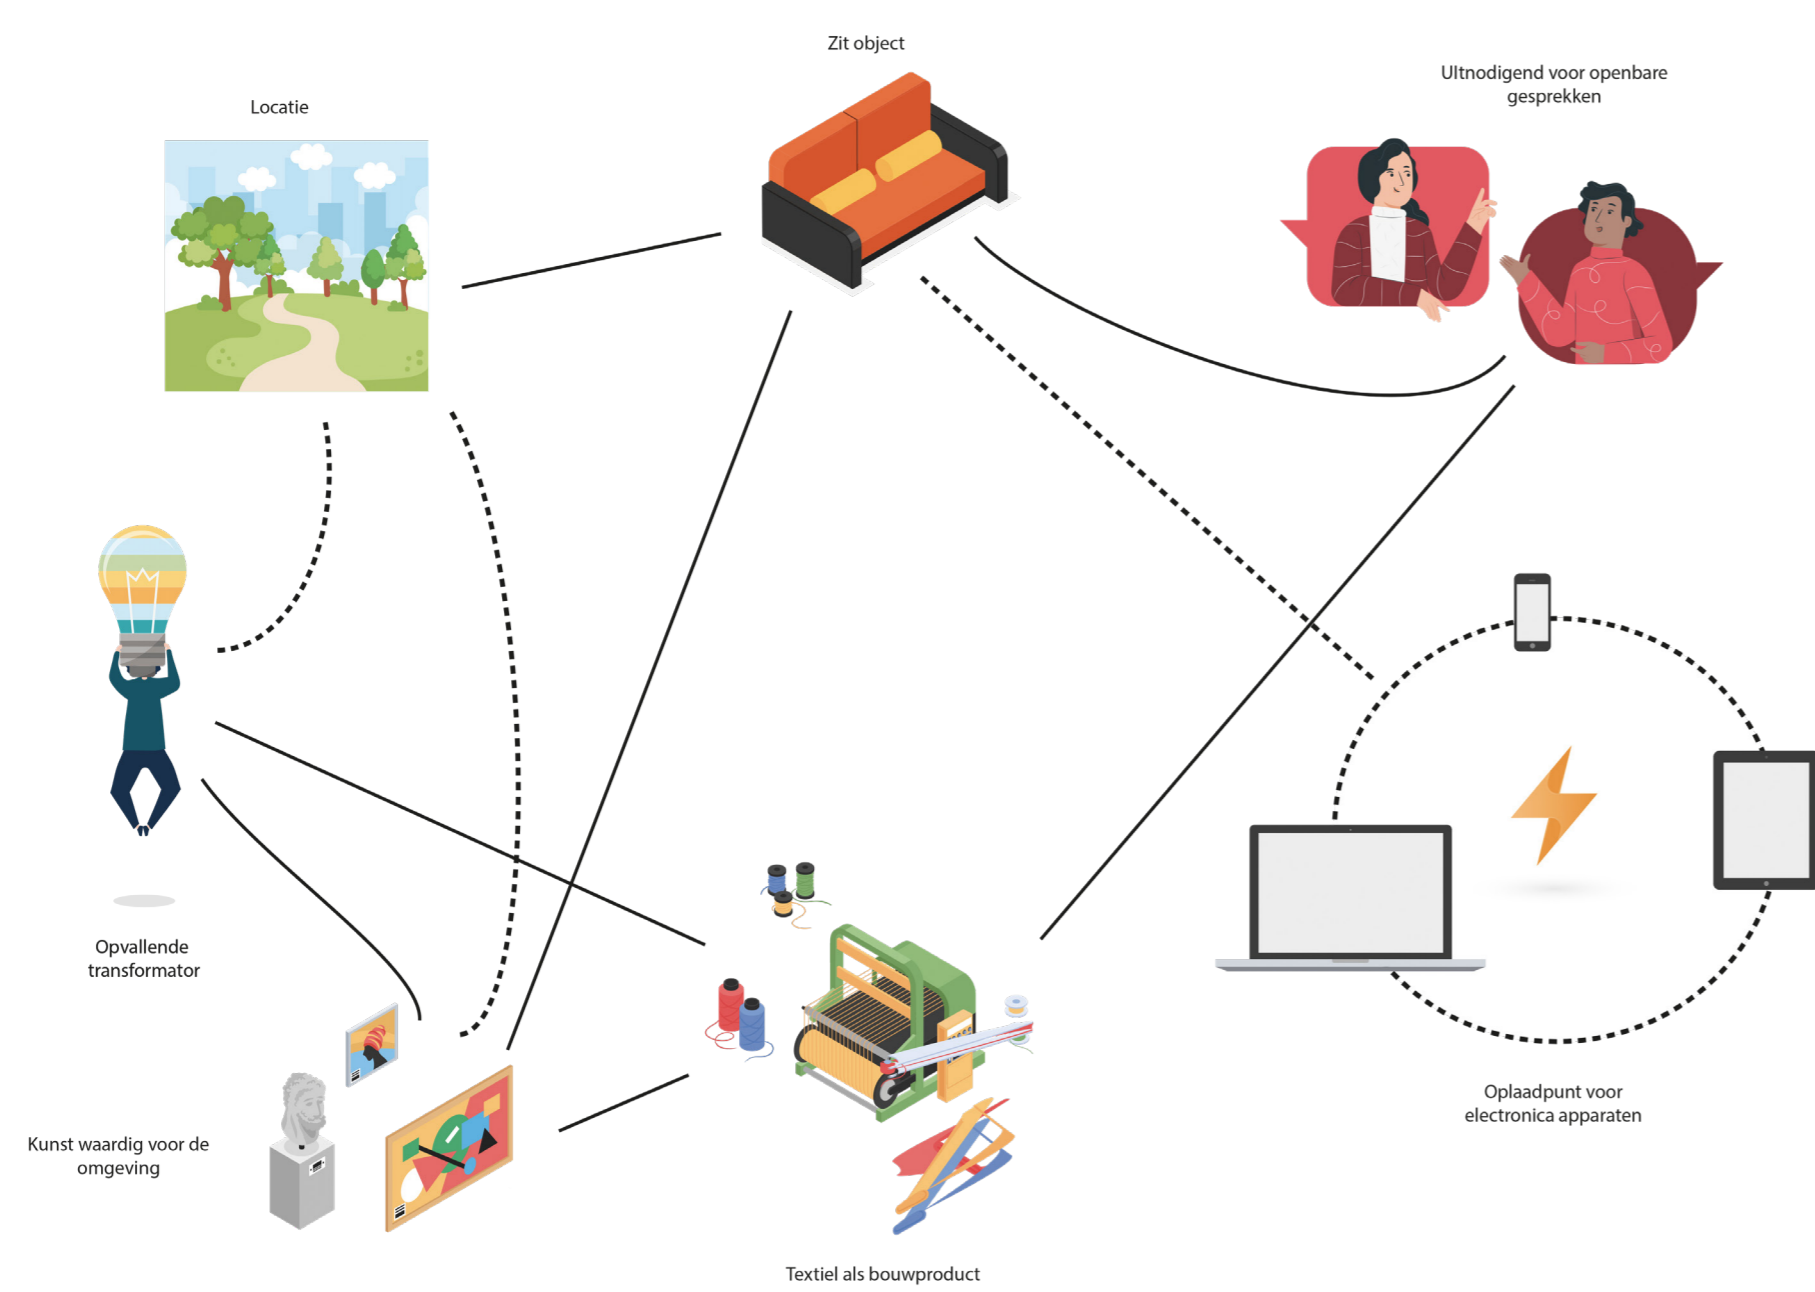 Zit object
UItnodigend voor openbare
gesprekken
Locatie
Opvallende
transformator
Kunst waardig voor de
omgeving
Oplaadpunt voor
electronica apparaten
Textiel als bouwproduct